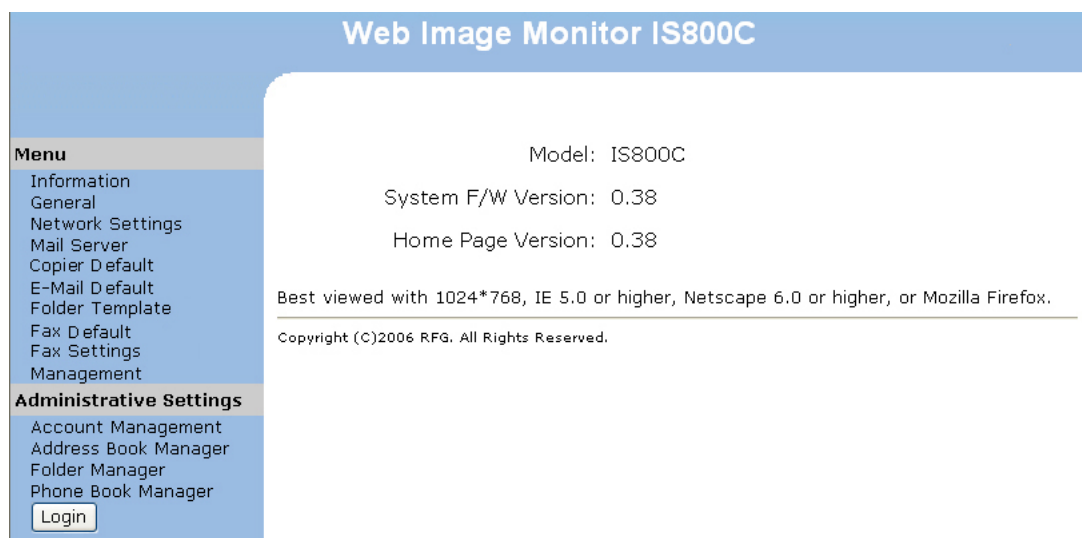 Web Image Monitor IS800C
Menu
Information
General
Network Settings
Mail Server
Copier Default
E-Mail Default
Folder Template
Fax Default
Fax Settings
Management
Administrative Settings
Account Management
Address Book Manager
Folder Manager
Phone Book Manager
Login
Model: IS800C
System F/W Version: 0.38
Home Page Version: 0.38
Best viewed with 1024*768, IE 5.0 or higher, Netscape 6.0 or higher, or Mozilla Firefox.
Copyright (C)2006 RFG. All Rights Reserved.